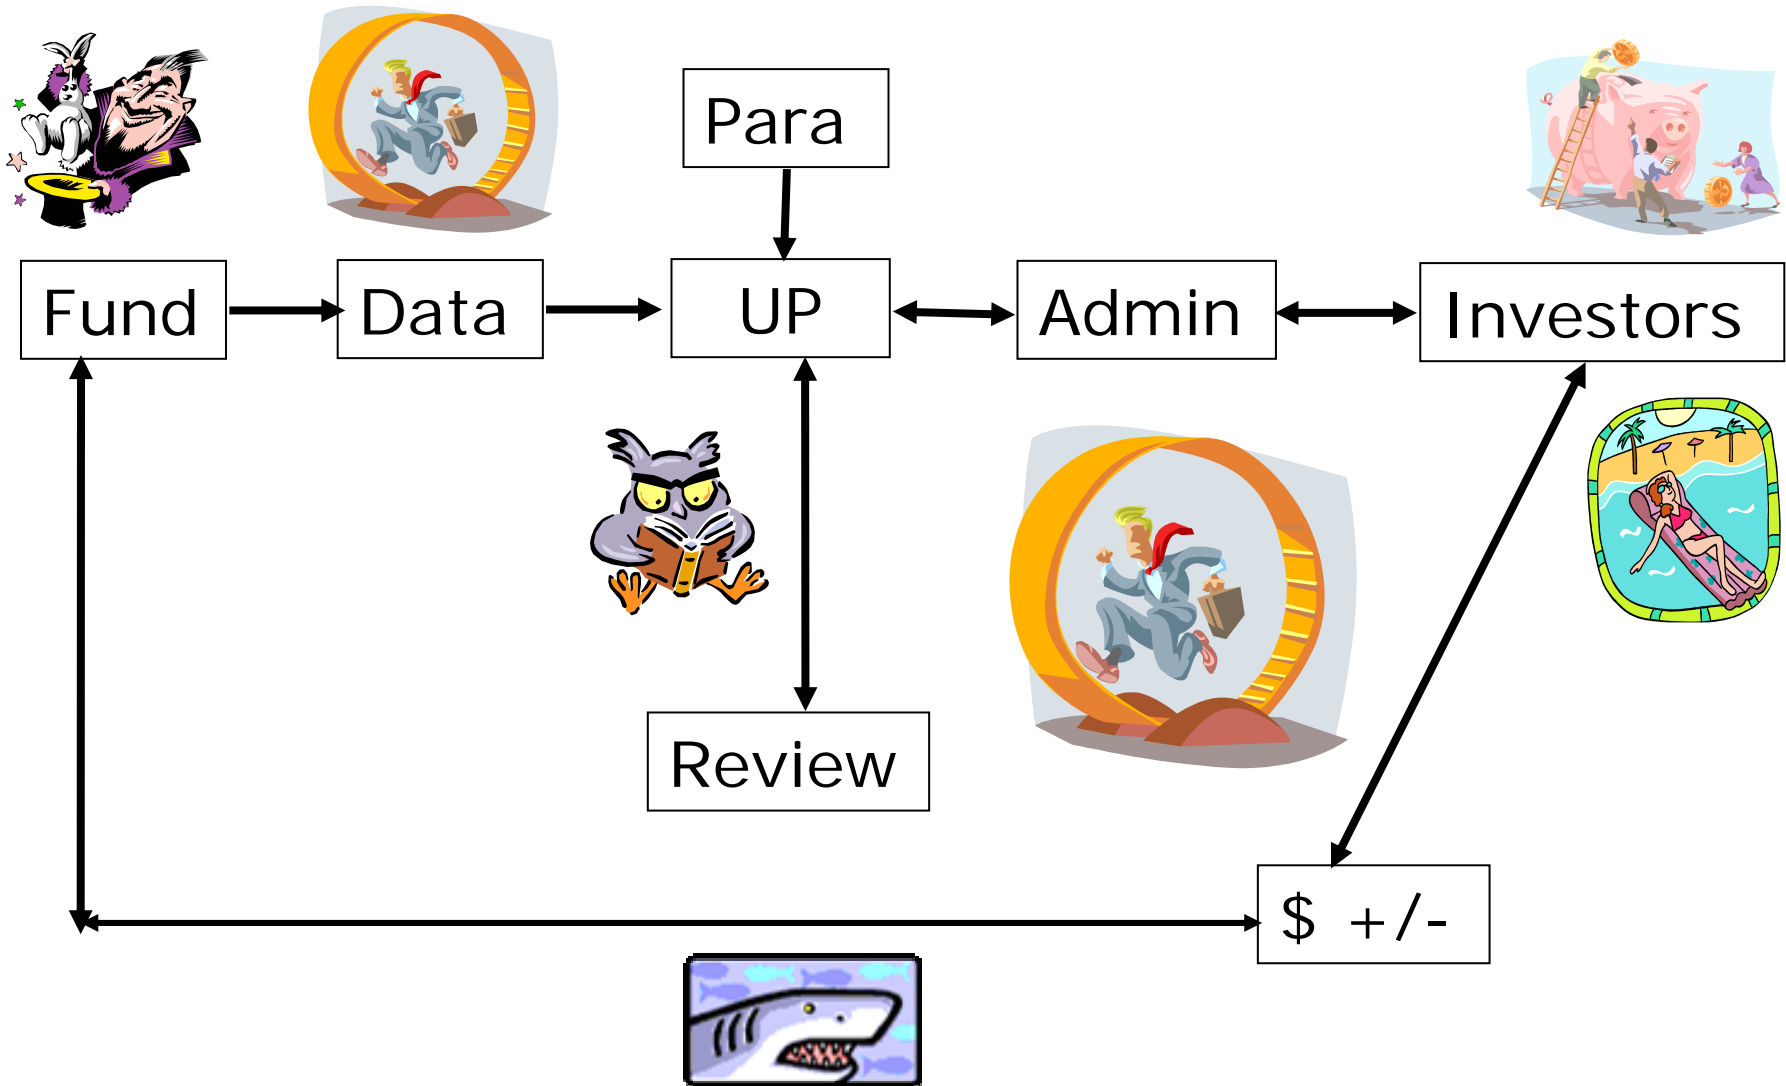 Para
Fund
Data
UP
Admin
Investors
Review
$ +/-